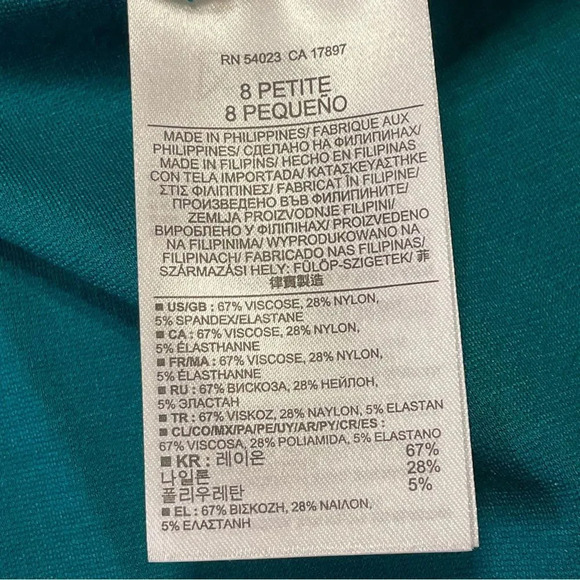 RN 54023 CA 17897
8 PETITE
8 PEQUEÑO
MADE IN PHILIPPINES/ FABRIQUE AUX
PHILIPPINES/ СДЕЛАНО НА ФИЛИПИНАХ/
MADE IN FILIPINS/ HECHO EN FILIPINAS
CON TELA IMPORTADA/ ΚΑΤΑΣΚΕΥΑΣΤΗΚΕ
ΣΤΙΣ ΦΙΛΙΠΠΙΝΕΣ/ FABRICAT ÎN FILIPINE/
ПРОИЗВЕДЕНО ВЪВ ФИЛИПИНИТЕ/
ZEMLJA PROIZVODNJE FILIPINI/
ВИРОБЛЕНО У ФІЛІПІНАХ/ PROIZVEDENO
NA FILIPINIMA/ WYPRODUKOWANO NA
FILIPINACH/ FABRICADO NAS FILIPINAS/
SZÁRMAZÁSI HELY: FÜLÖP-SZIGETEK/ 菲
律賓製造
■ US/GB : 67% VISCOSE, 28% NYLON,
5% SPANDEX/ELASTANE
■ CA : 67% VISCOSE, 28% NYLON,
5% ÉLASTHANNE
■ FR/MA : 67% VISCOSE, 28% NYLON,
5% ÉLASTHANNE
■ RU : 67% ВИСКОЗА, 28% НЕЙЛОН,
5% ЭЛАСТАН
■ TR : 67% VISKOZ, 28% NAYLON, 5% ELASTAN
■ CL/CO/MX/PA/PE/UY/AR/PY/CR/ES :
67% VISCOSA, 28% POLIAMIDA, 5% ELASTANO
■ KR : 레이온 67%
나일론 28%
폴리우레탄 5%
■ EL : 67% ΒΙΣΚΟΖΗ, 28% ΝΑΙΛΟΝ,
5% ΕΛΑΣΤΑΝΗ